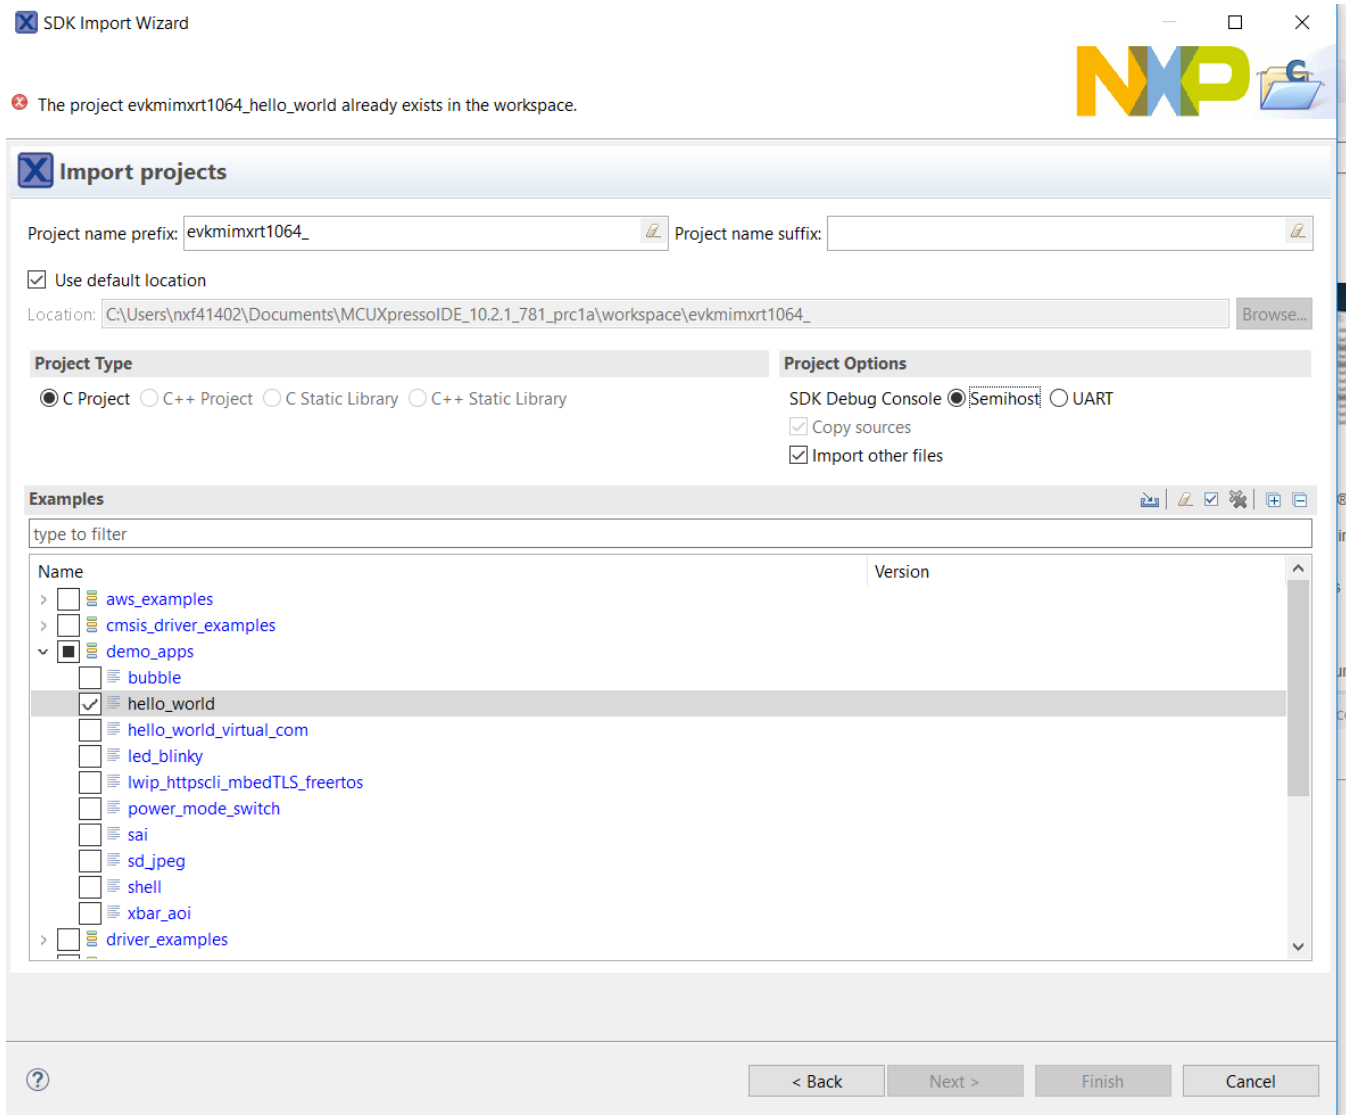 SDK Import Wizard
NXP
The project evkmimxrt1064_hello_world already exists in the workspace.
Import projects
Project name prefix: evkmimxrt1064_ Project name suffix:
Use default location
Location: C:\Users\nxf41402\Documents\MCUXpressoIDE_10.2.1_781_prc1a\workspace\evkmimxrt1064_ Browse...
Project Type Project Options
C Project C++ Project C Static Library C++ Static Library SDK Debug Console Semihost UART
Copy sources
Import other files
Examples
type to filter
Name Version
aws_examples
cmsis_driver_examples
demo_apps
bubble
hello_world
hello_world_virtual_com
led_blinky
lwip_httpscli_mbedTLS_freertos
power_mode_switch
sai
sd_jpeg
shell
xbar_aoi
driver_examples
< Back Next > Finish Cancel